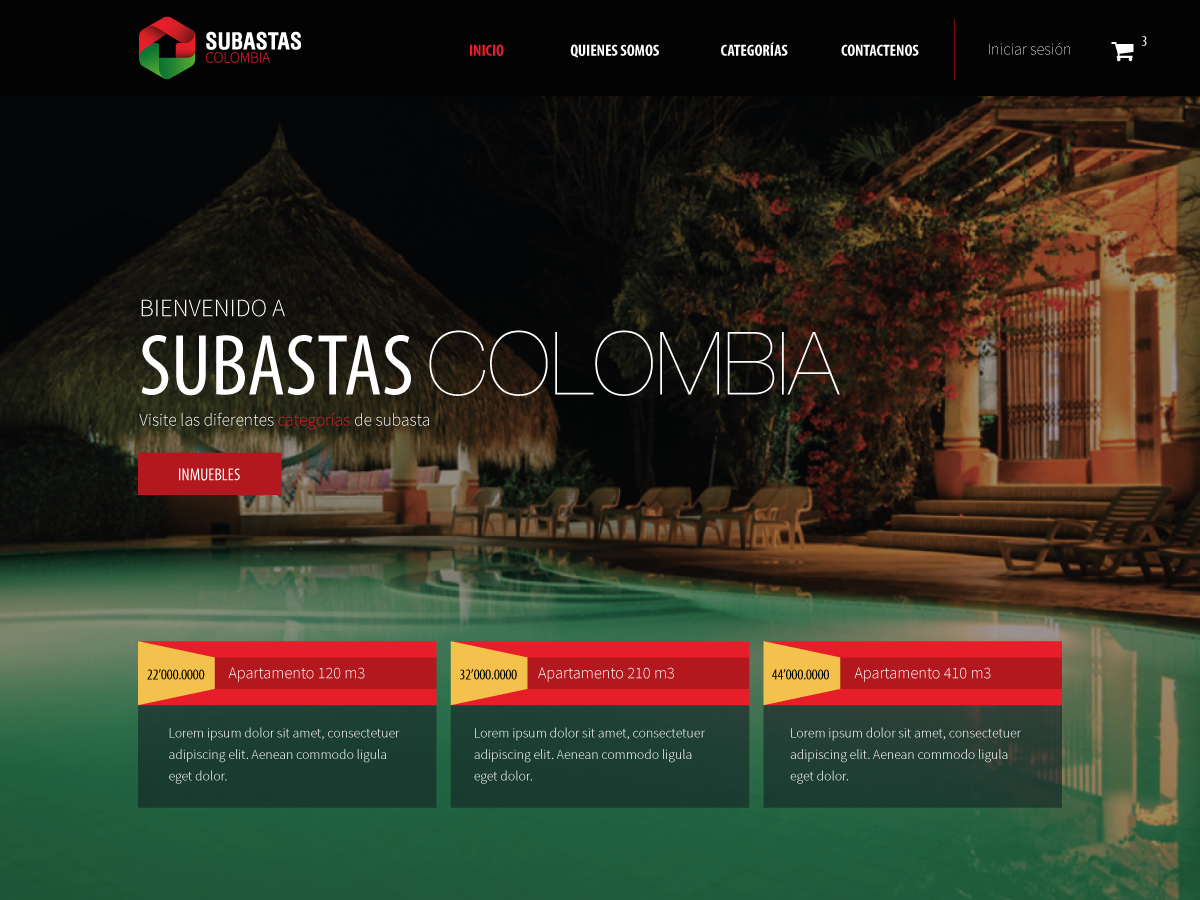 SUBASTAS
COLOMBIA
INICIO
QUIENES SOMOS
CATEGORÍAS
CONTACTENOS
Iniciar sesión
3
BIENVENIDO A
SUBASTAS COLOMBIA
Visite las diferentes categorías de subasta
INMUEBLES
22'000.0000
Apartamento 120 m3
Lorem ipsum dolor sit amet, consectetuer
adipiscing elit. Aenean commodo ligula
eget dolor.
32'000.0000
Apartamento 210 m3
Lorem ipsum dolor sit amet, consectetuer
adipiscing elit. Aenean commodo ligula
eget dolor.
44'000.0000
Apartamento 410 m3
Lorem ipsum dolor sit amet, consectetuer
adipiscing elit. Aenean commodo ligula
eget dolor.